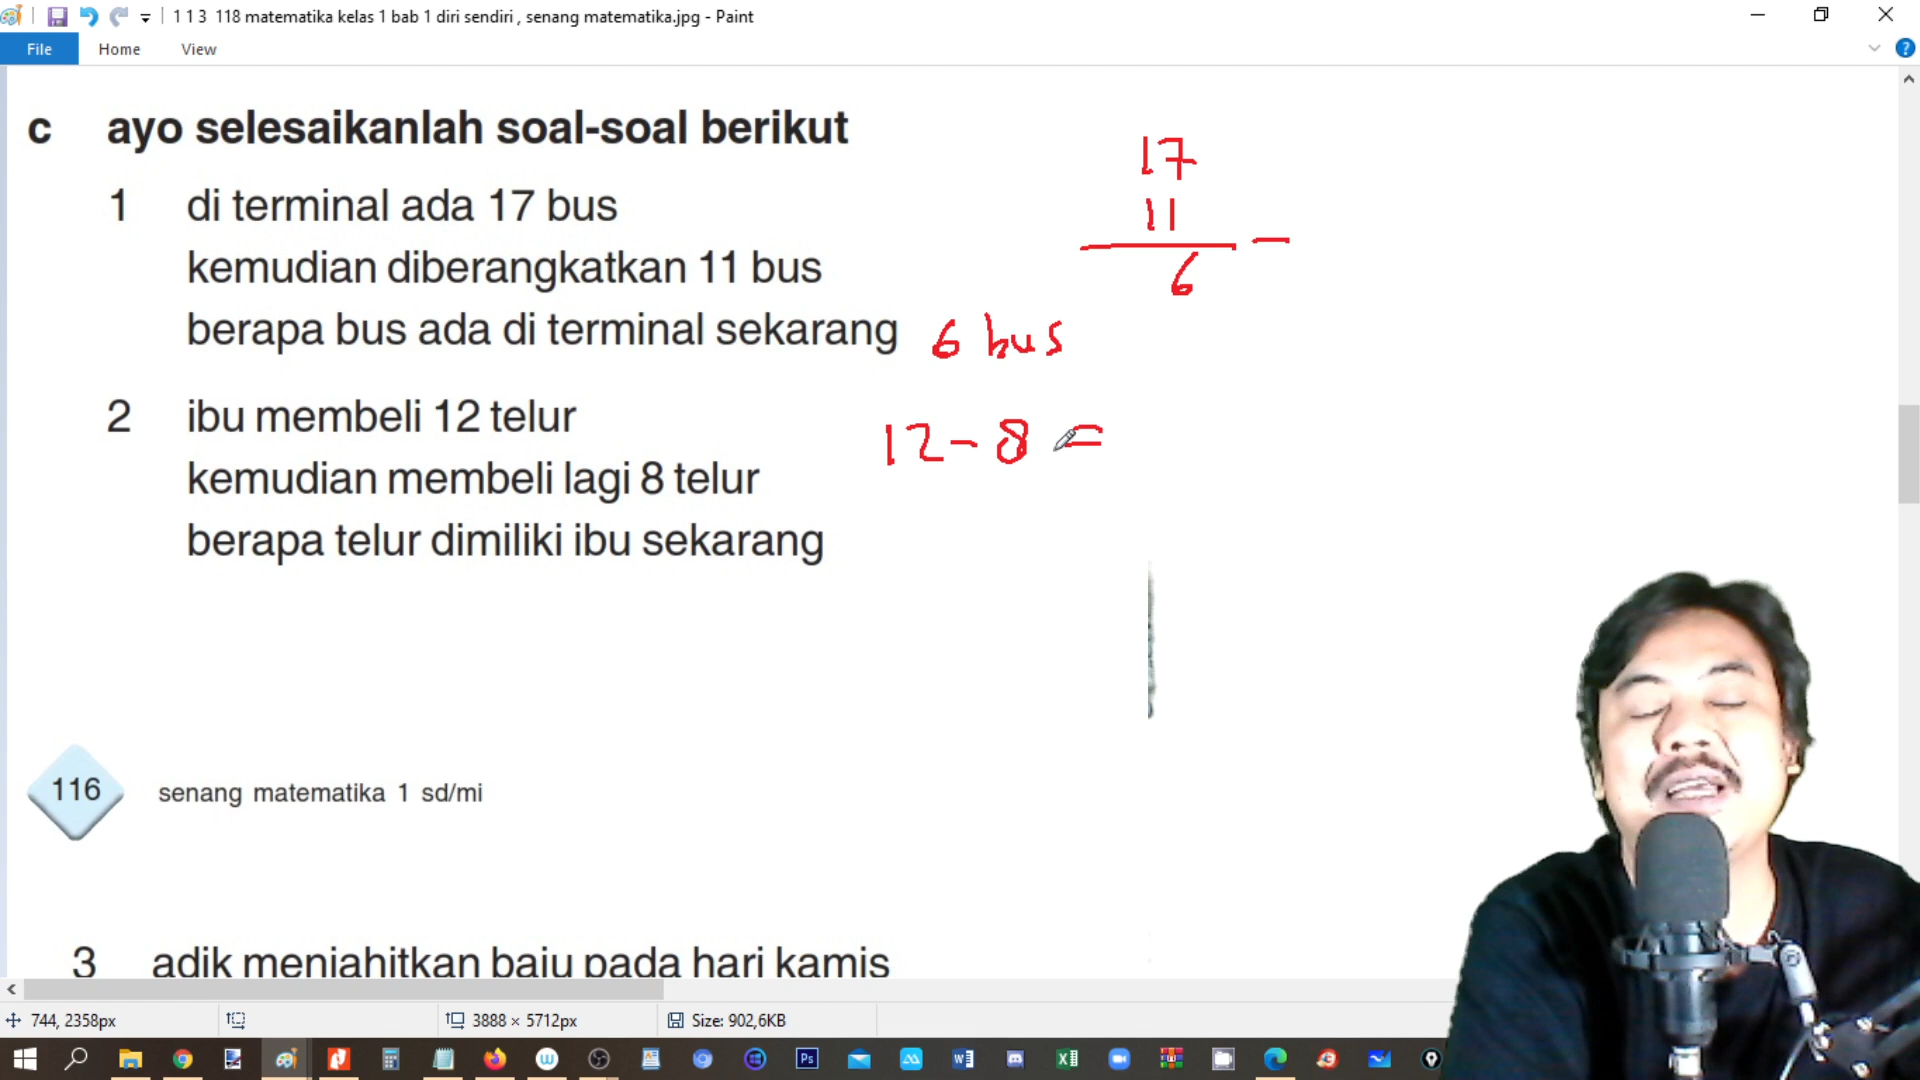 1 1 3 118 matematika kelas 1 bab 1 diri sendiri , senang matematika.jpg - Paint
File Home View
c ayo selesaikanlah soal-soal berikut
1 di terminal ada 17 bus
kemudian diberangkatkan 11 bus
berapa bus ada di terminal sekarang
17
11
−
6
6 bus
2 ibu membeli 12 telur
kemudian membeli lagi 8 telur
berapa telur dimiliki ibu sekarang
12 − 8 =
116 senang matematika 1 sd/mi
3 adik menjahitkan baju pada hari kamis
744, 2358px 3888 × 5712px Size: 902,6KB
Ps